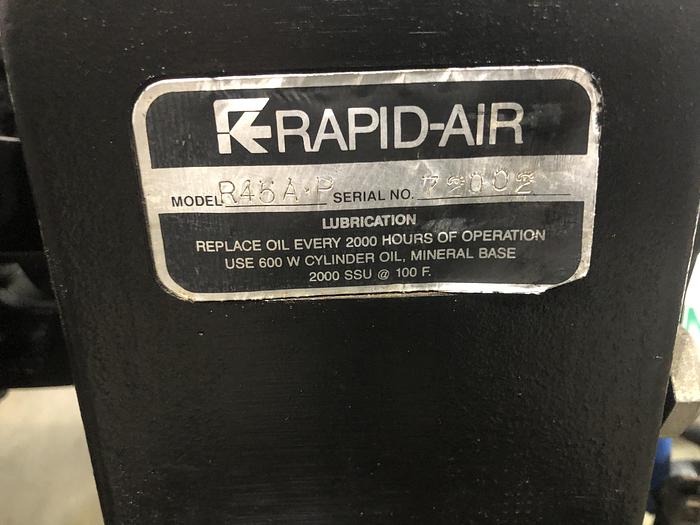 RAPID-AIR
MODEL R45A-P SERIAL NO.
LUBRICATION
REPLACE OIL EVERY 2000 HOURS OF OPERATION
USE 600 W CYLINDER OIL, MINERAL BASE
2000 SSU @ 100 F.